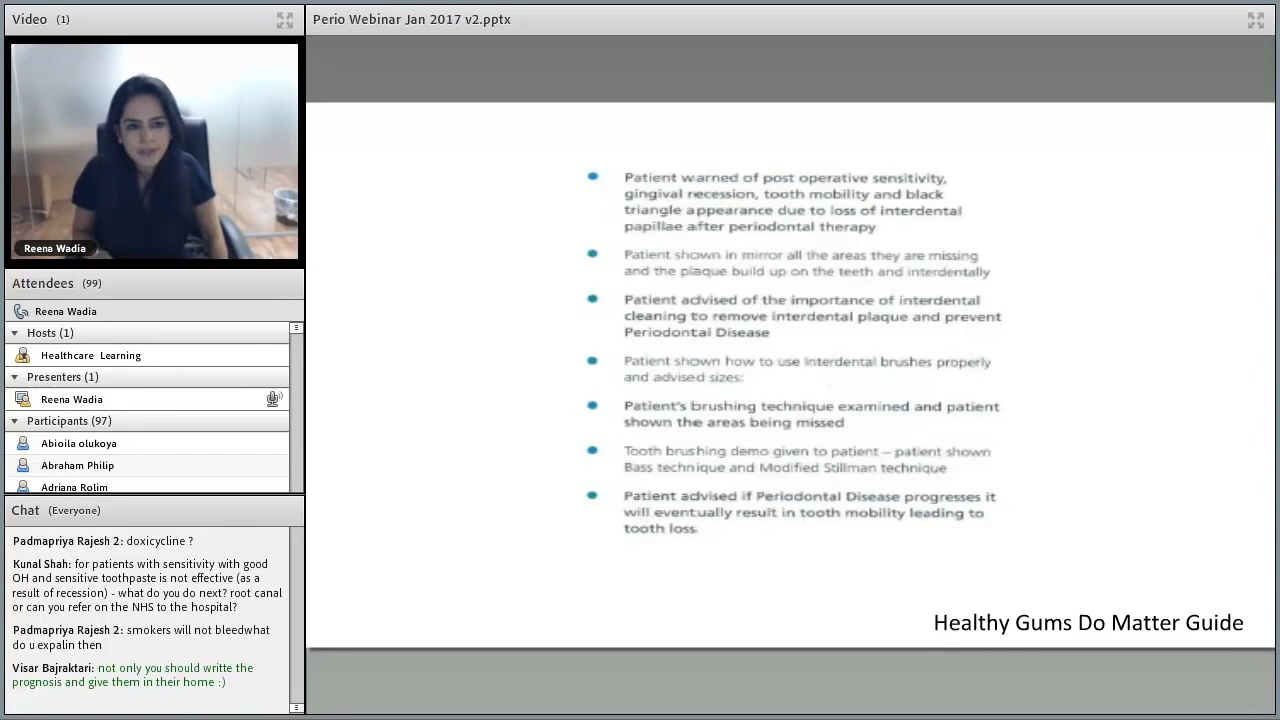 Video (1)
Reena Wadia
Attendees (99)
Reena Wadia
Hosts (1)
Healthcare Learning
Presenters (1)
Reena Wadia
Participants (97)
Abioila olukoya
Abraham Philip
Adriana Rolim
Chat (Everyone)
Padmapriya Rajesh 2: doxicycline ?
Kunal Shah: for patients with sensitivity with good
OH and sensitive toothpaste is not effective (as a
result of recession) - what do you do next? root canal
or can you refer on the NHS to the hospital?
Padmapriya Rajesh 2: smokers will not bleedwhat
do u expalin then
Visar Bajraktari: not only you should writte the
prognosis and give them in their home :)
Perio Webinar Jan 2017 v2.pptx
Patient warned of post operative sensitivity,
gingival recession, tooth mobility and black
triangle appearance due to loss of interdental
papillae after periodontal therapy
Patient shown in mirror all the areas they are missing
and the plaque build up on the teeth and interdentally
Patient advised of the importance of interdental
cleaning to remove interdental plaque and prevent
Periodontal Disease
Patient shown how to use interdental brushes properly
and advised sizes:
Patient's brushing technique examined and patient
shown the areas being missed
Tooth brushing demo given to patient – patient shown
Bass technique and Modified Stillman technique
Patient advised if Periodontal Disease progresses it
will eventually result in tooth mobility leading to
tooth loss
Healthy Gums Do Matter Guide